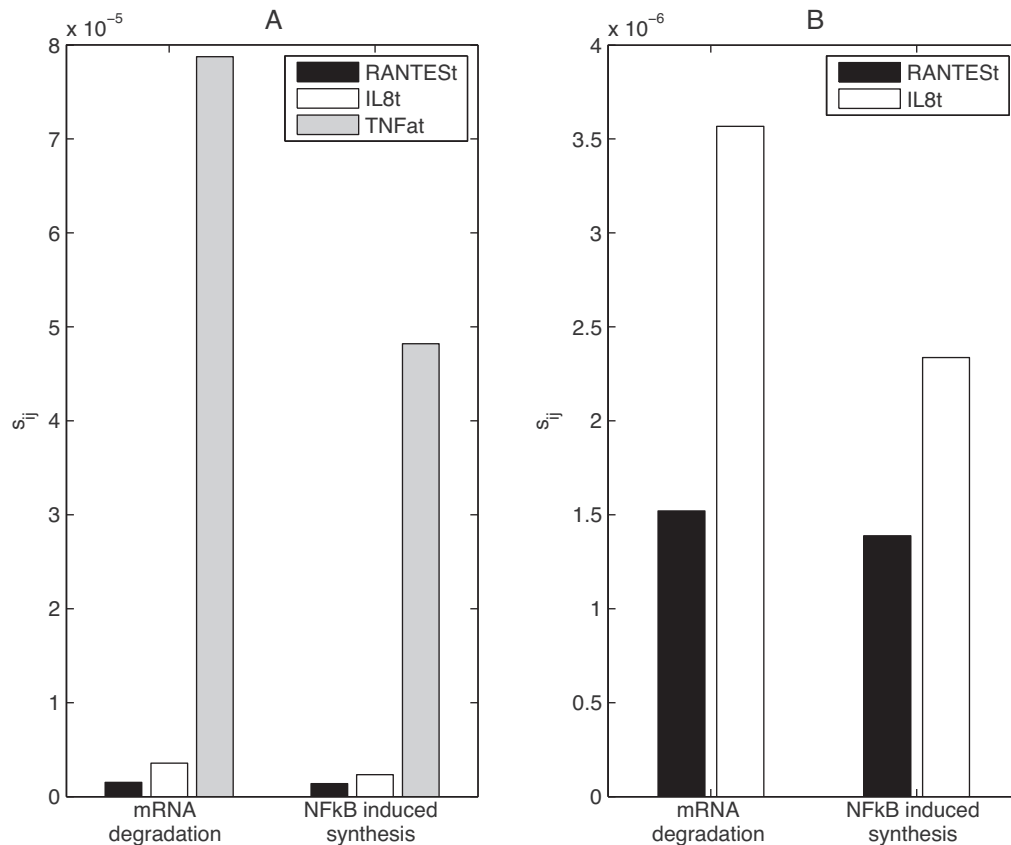 A
x 10⁻⁵
8
7
6
5
4
3
2
1
0
s_ij
RANTESt
IL8t
TNFat
mRNA
degradation
NFkB induced
synthesis
B
x 10⁻⁶
4
3.5
3
2.5
2
1.5
1
0.5
0
s_ij
RANTESt
IL8t
mRNA
degradation
NFkB induced
synthesis